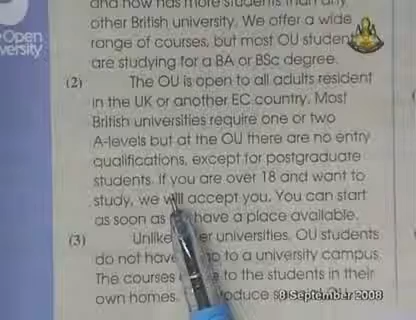 and now has more students than any
other British university. We offer a wide
range of courses, but most OU student
are studying for a BA or BSc degree.
Open
versity
(2) The OU is open to all adults resident
in the UK or another EC country. Most
British universities require one or two
A-levels but at the OU there are no entry
qualifications, except for postgraduate
students. If you are over 18 and want to
study, we will accept you. You can start
as soon as have a place available.
(3) Unlike universities, OU students
do not have to a university campus.
The courses to the students in their
own homes.
8 September 2008